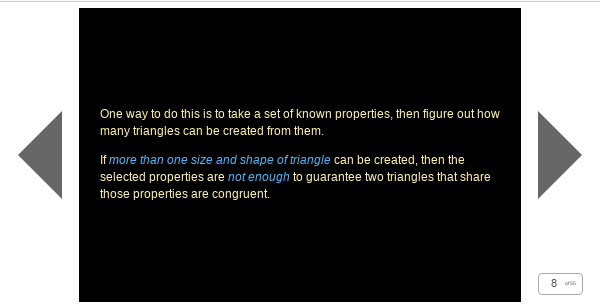 One way to do this is to take a set of known properties, then figure out how
many triangles can be created from them.
If more than one size and shape of triangle can be created, then the
selected properties are not enough to guarantee two triangles that share
those properties are congruent.
8 of55